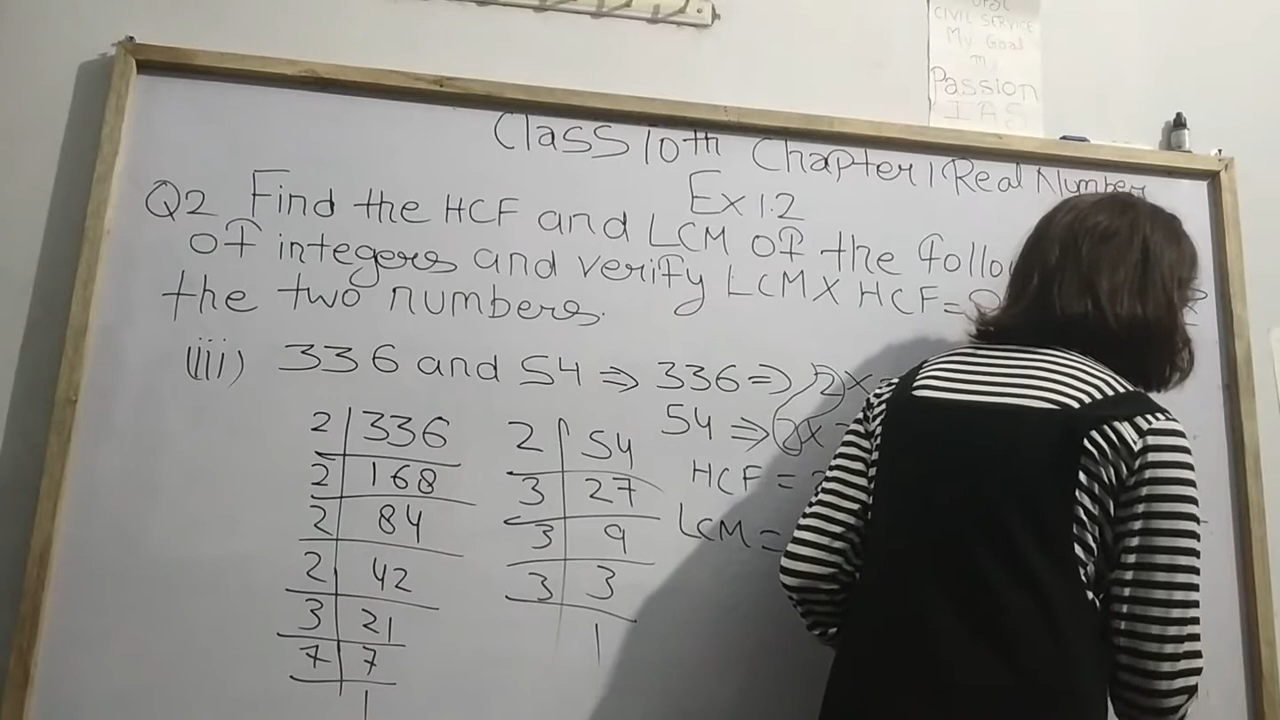 CIVIL SERVICE
My Goal
m
Passion
IAS
Class 10th Chapter 1 Real Number
Ex 1.2
Q2 Find the HCF and LCM of the
of integers and verify LCM X HCF =
the two numbers.
(iii) 336 and 54 ⇒ 336 ⇒ 2x
54 ⇒ 2x
HCF =
LCM =
2 | 336
2 | 168
2 | 84
2 | 42
3 | 21
7 | 7
1
2 | 54
3 | 27
3 | 9
3 | 3
1